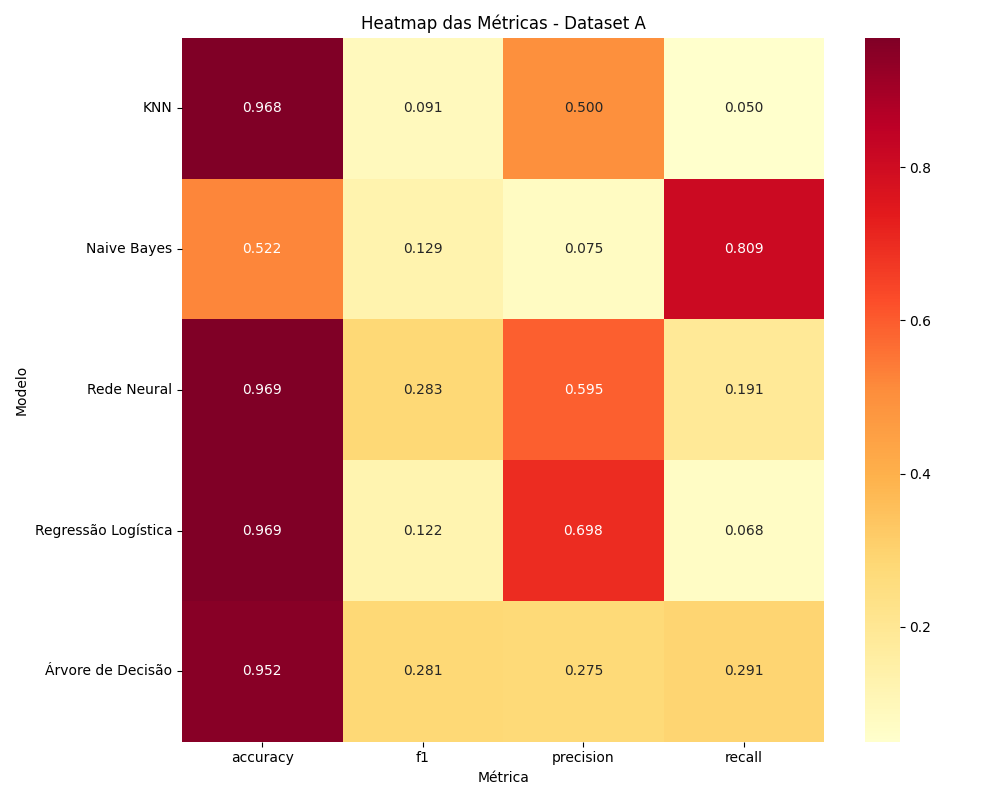 Heatmap das Métricas - Dataset A
KNN 0.968 0.091 0.500 0.050
Naive Bayes 0.522 0.129 0.075 0.809
Rede Neural 0.969 0.283 0.595 0.191
Regressão Logística 0.969 0.122 0.698 0.068
Árvore de Decisão 0.952 0.281 0.275 0.291
accuracy f1 precision recall
Métrica
Modelo
0.8
0.6
0.4
0.2